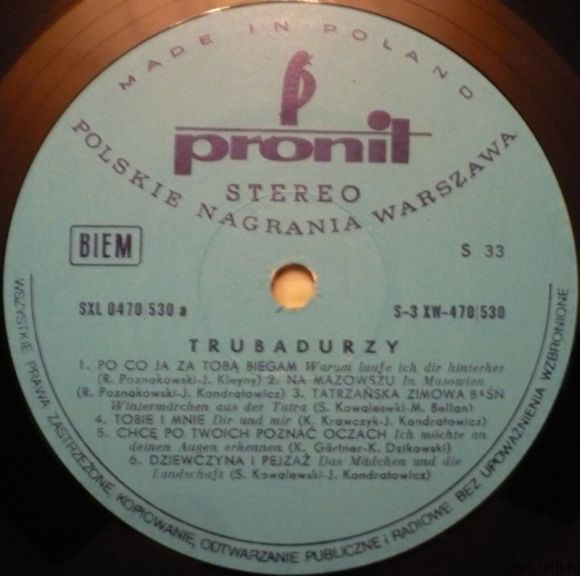 MADE IN POLAND
pronit
POLSKIE NAGRANIA WARSZAWA
STEREO
BIEM
S 33
SXL 0470 530 a
S-3 XW-470/530
TRUBADURZY
1. PO CO JA ZA TOBĄ BIEGAM Warum laufe ich dir hinterher
(R. Poznakowski-J. Kleyny) 2. NA MAZOWSZU In Masowien
(R. Poznakowski-J. Kondratowicz) 3. TATRZAŃSKA ZIMOWA BAŚŃ
Wintermärchen aus der Tatra (S. Kowalewski-M. Bellan)
4. TOBIE I MNIE Dir und mir (K. Krawczyk-J. Kondratowicz)
5. CHCĘ PO TWOICH POZNAĆ OCZACH Ich möchte an
deinen Augen erkennen (K. Gärtner-K. Dzikowski)
6. DZIEWCZYNA I PEJZAŻ Das Mädchen und die
Landschaft (S. Kowalewski-J. Kondratowicz)
WSZYSTKIE PRAWA ZASTRZEŻONE, KOPIOWANIE, ODTWARZANIE PUBLICZNE i RADIOWE BEZ UPOWAŻNIENIA WZBRONIONE